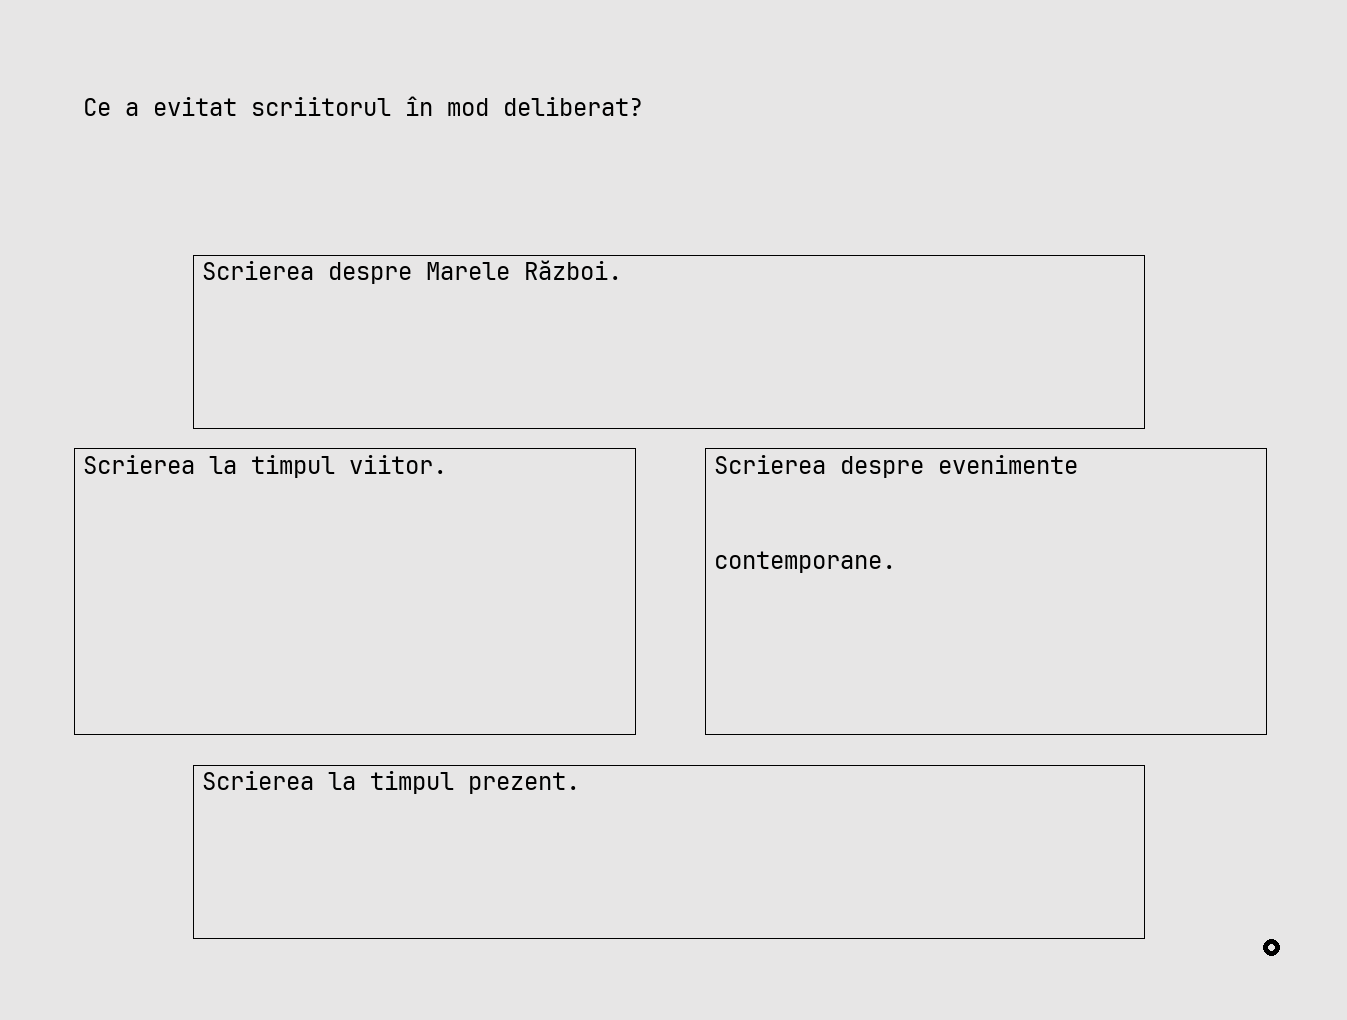 Ce a evitat scriitorul în mod deliberat?
Scrierea despre Marele Război.
Scrierea la timpul viitor.
Scrierea despre evenimente
contemporane.
Scrierea la timpul prezent.